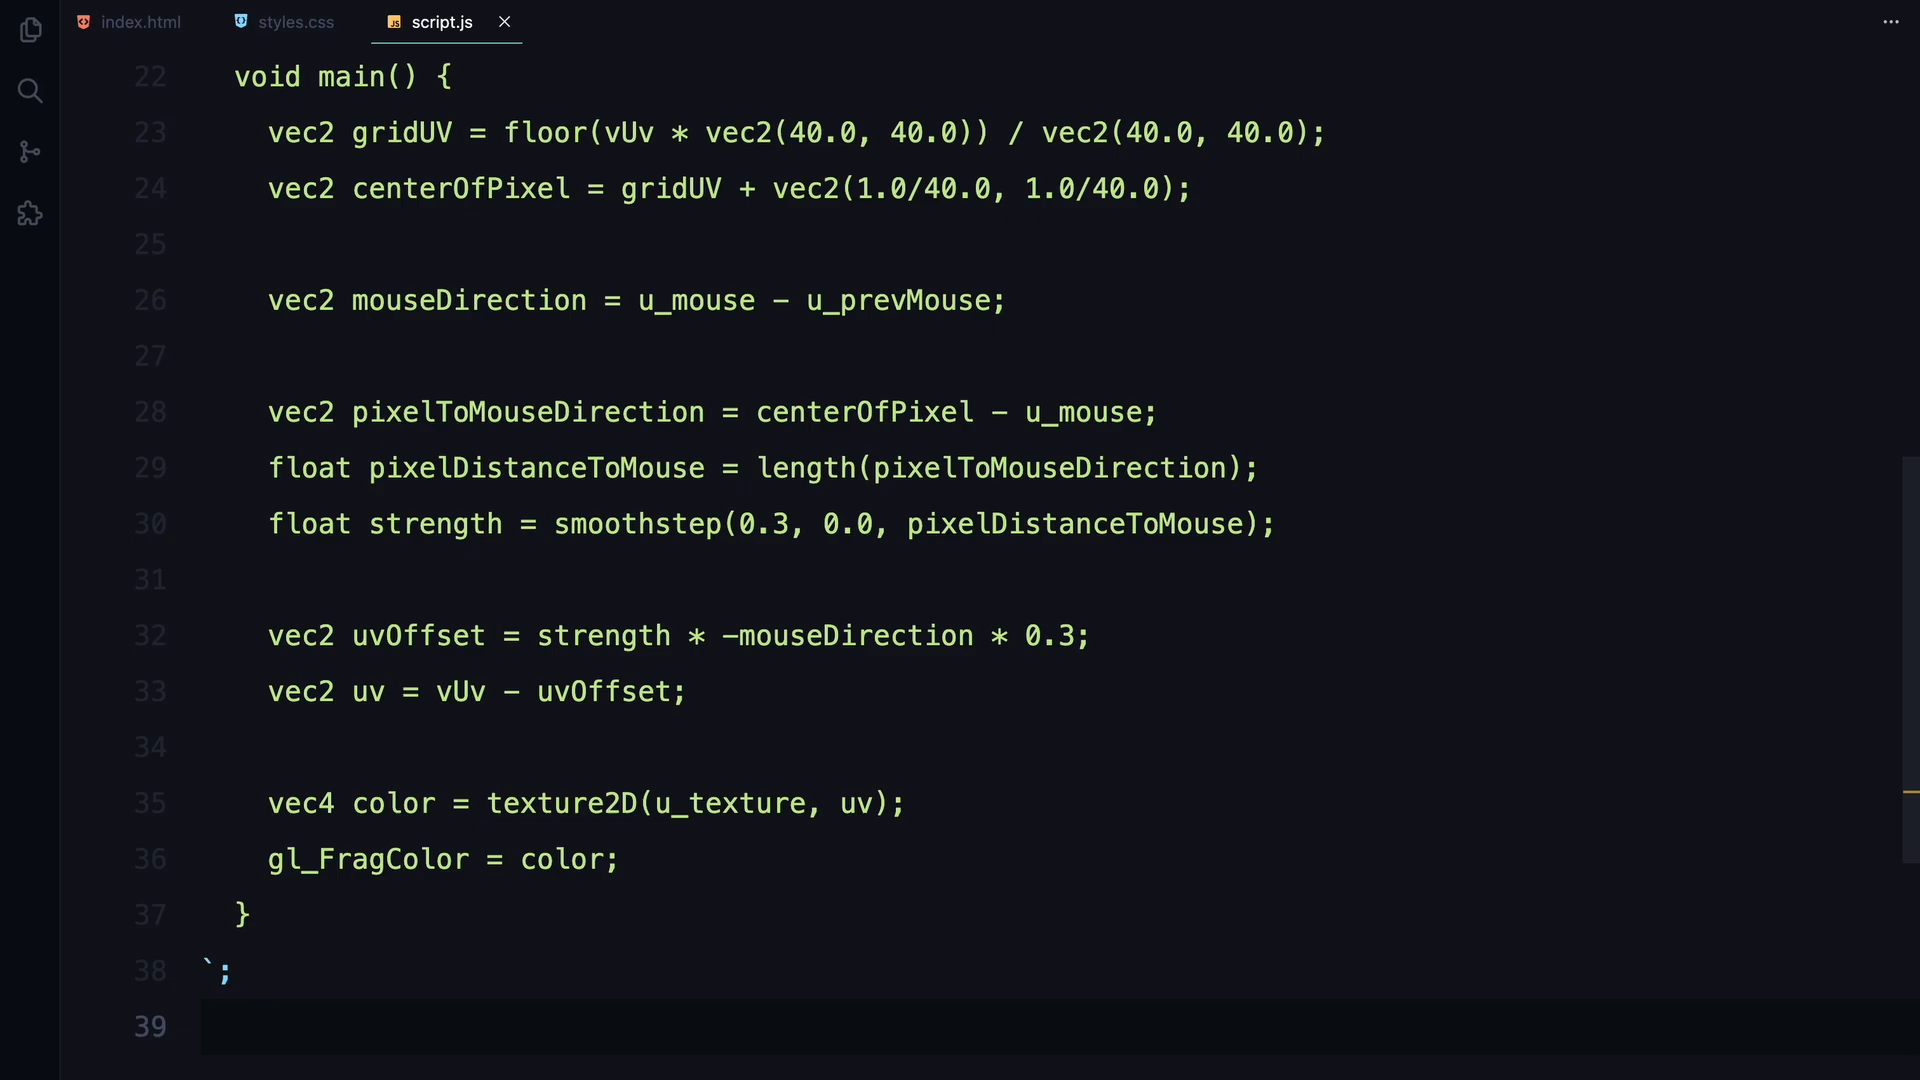 index.html
styles.css
JS script.js
22 void main() {
23 vec2 gridUV = floor(vUv * vec2(40.0, 40.0)) / vec2(40.0, 40.0);
24 vec2 centerOfPixel = gridUV + vec2(1.0/40.0, 1.0/40.0);
25
26 vec2 mouseDirection = u_mouse - u_prevMouse;
27
28 vec2 pixelToMouseDirection = centerOfPixel - u_mouse;
29 float pixelDistanceToMouse = length(pixelToMouseDirection);
30 float strength = smoothstep(0.3, 0.0, pixelDistanceToMouse);
31
32 vec2 uvOffset = strength * -mouseDirection * 0.3;
33 vec2 uv = vUv - uvOffset;
34
35 vec4 color = texture2D(u_texture, uv);
36 gl_FragColor = color;
37 }
38 `;
39